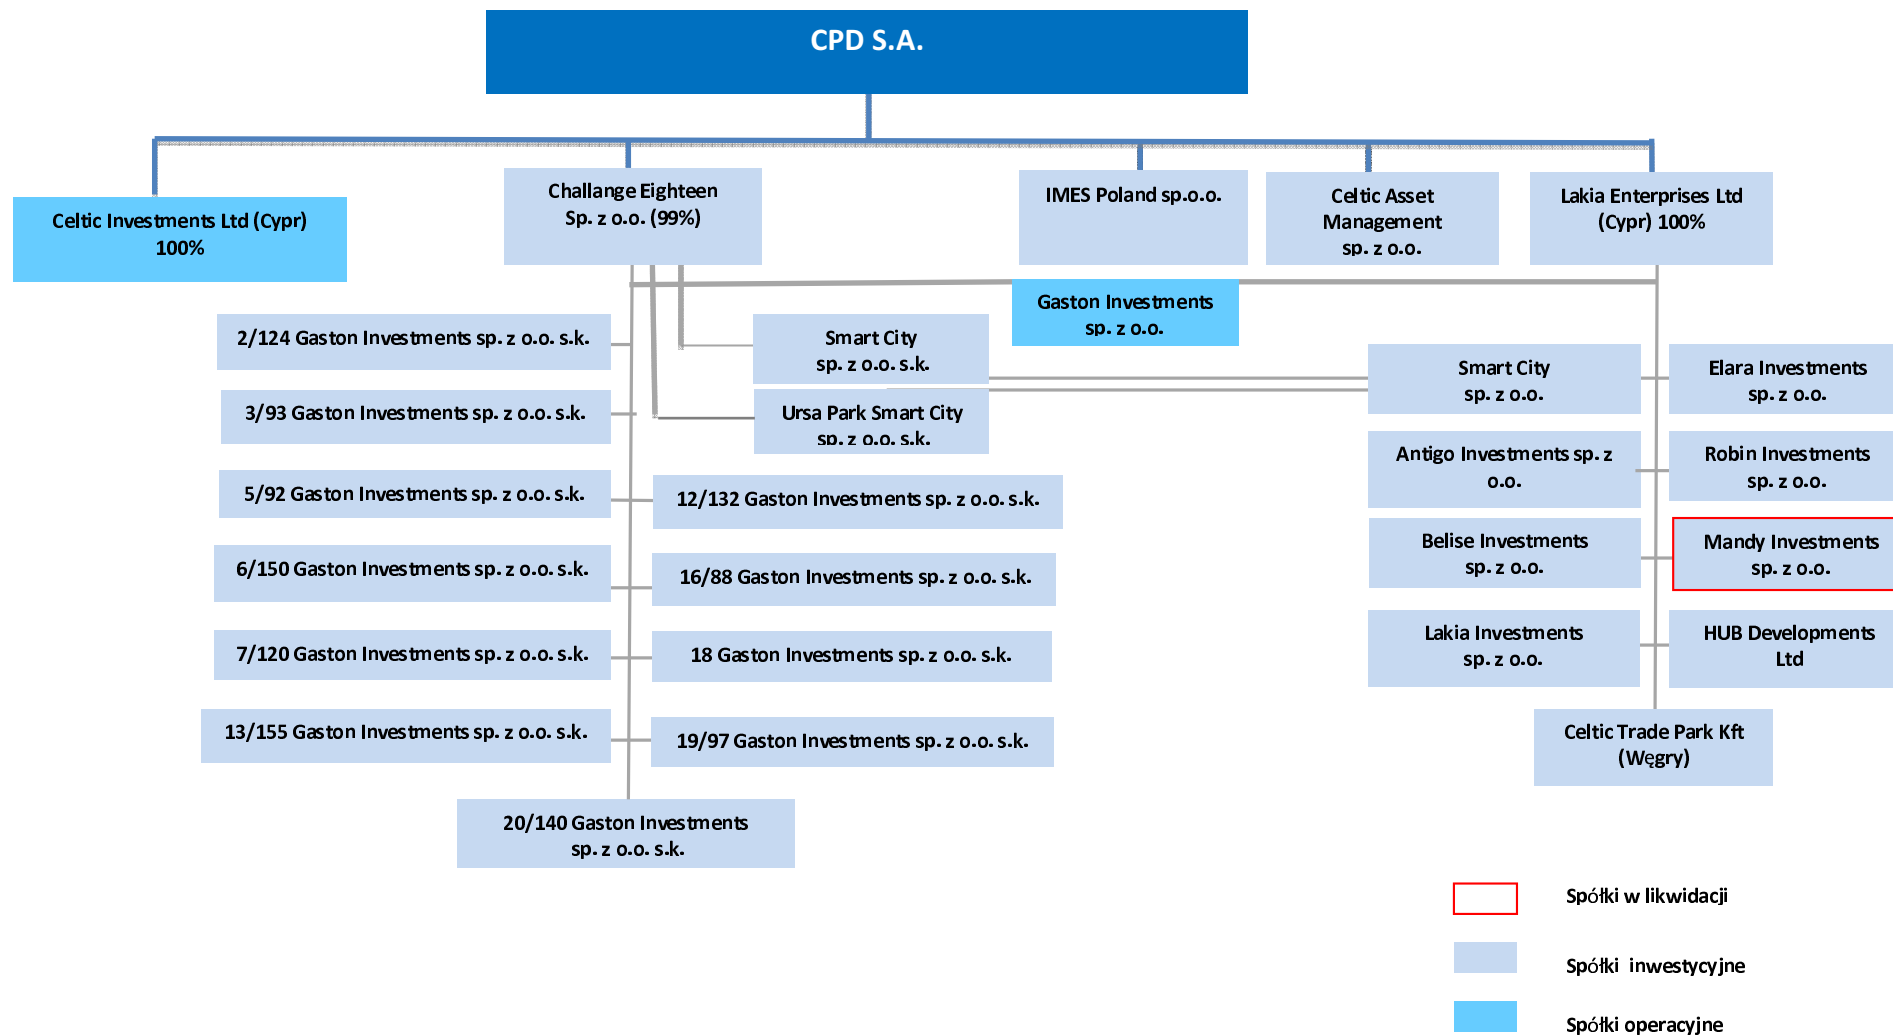 CPD S.A.
Celtic Investments Ltd (Cypr)
100%
Challange Eighteen
Sp. z o.o. (99%)
IMES Poland sp.o.o.
Celtic Asset
Management
sp. z o.o.
Lakia Enterprises Ltd
(Cypr) 100%
Gaston Investments
sp. z o.o.
2/124 Gaston Investments sp. z o.o. s.k.
3/93 Gaston Investments sp. z o.o. s.k.
5/92 Gaston Investments sp. z o.o. s.k.
6/150 Gaston Investments sp. z o.o. s.k.
7/120 Gaston Investments sp. z o.o. s.k.
13/155 Gaston Investments sp. z o.o. s.k.
Smart City
sp. z o.o. s.k.
Ursa Park Smart City
sp. z o.o. s.k.
12/132 Gaston Investments sp. z o.o. s.k.
16/88 Gaston Investments sp. z o.o. s.k.
18 Gaston Investments sp. z o.o. s.k.
19/97 Gaston Investments sp. z o.o. s.k.
20/140 Gaston Investments
sp. z o.o. s.k.
Smart City
sp. z o.o.
Elara Investments
sp. z o.o.
Antigo Investments sp. z
o.o.
Robin Investments
sp. z o.o.
Belise Investments
sp. z o.o.
Mandy Investments
sp. z o.o.
Lakia Investments
sp. z o.o.
HUB Developments
Ltd
Celtic Trade Park Kft
(Węgry)
Spółki w likwidacji
Spółki inwestycyjne
Spółki operacyjne